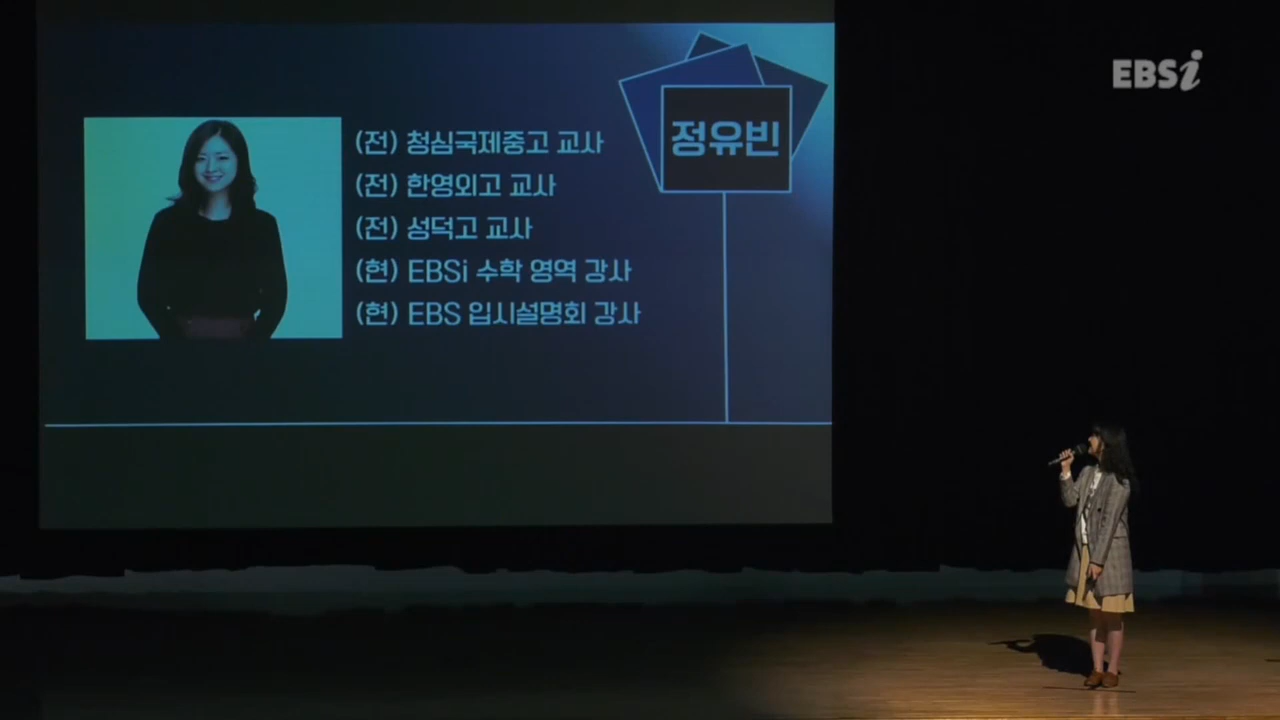 EBSi
정유빈
(전) 청심국제중고 교사
(전) 한영외고 교사
(전) 성덕고 교사
(현) EBSi 수학 영역 강사
(현) EBS 입시설명회 강사